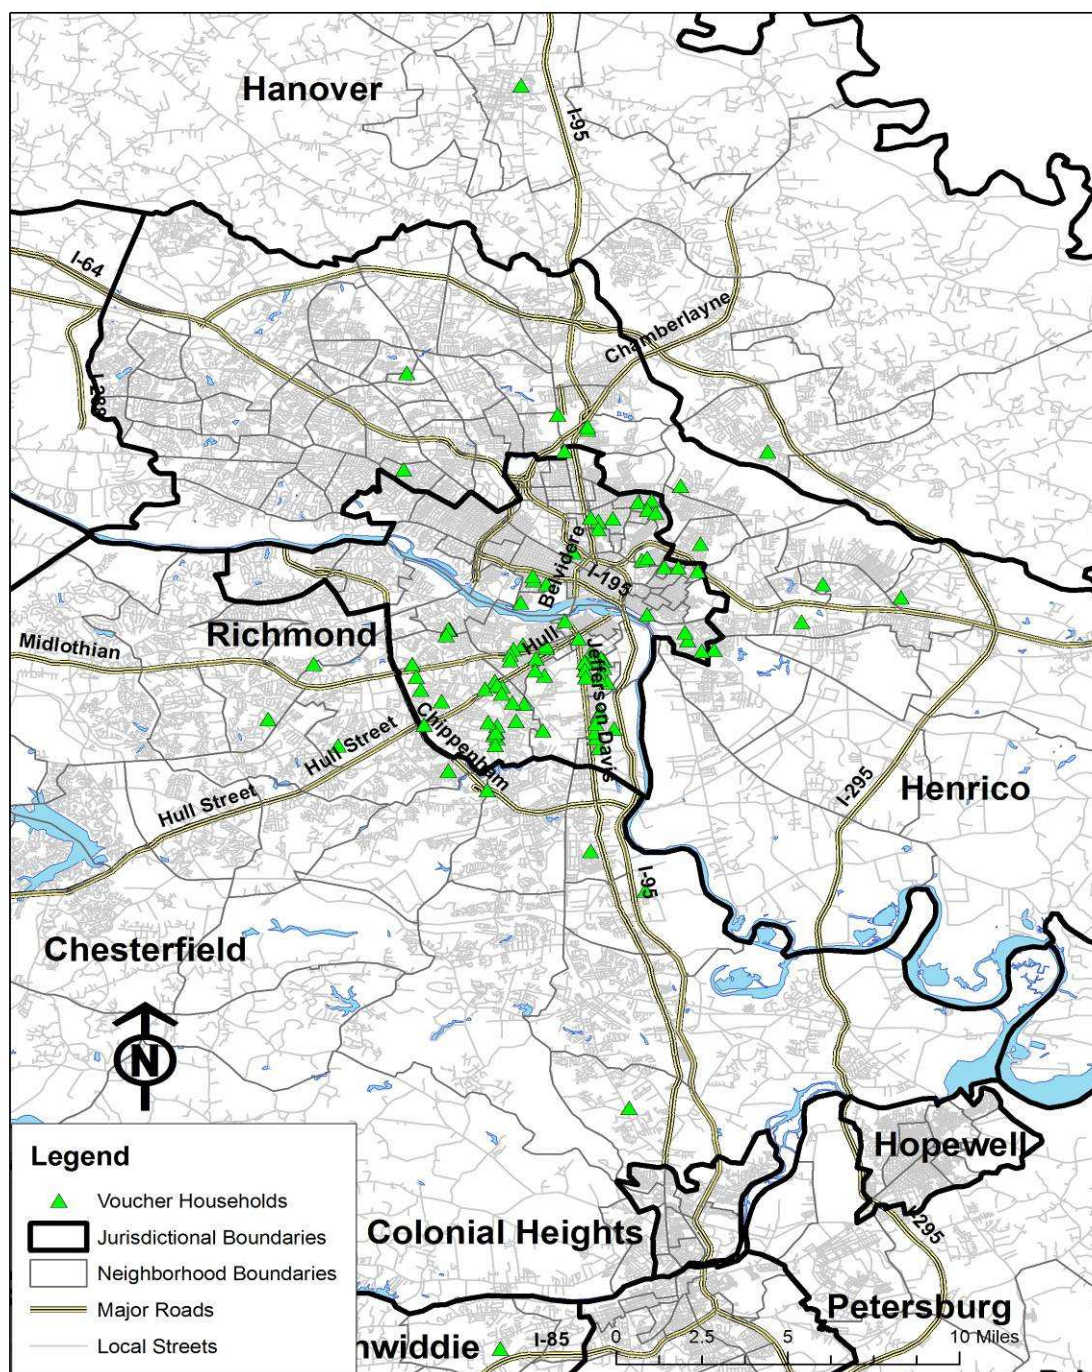 Hanover
I-95
I-64
Chamberlayne
I-288
Belvidere
I-195
Richmond
Midlothian
Hull
Jefferson Davis
Chippenham
Hull Street
Hull Street
I-295
Henrico
I-95
Chesterfield
N
Hopewell
I-295
Colonial Heights
Petersburg
nwiddie
I-85
0 2.5 5 10 Miles
Legend
Voucher Households
Jurisdictional Boundaries
Neighborhood Boundaries
Major Roads
Local Streets